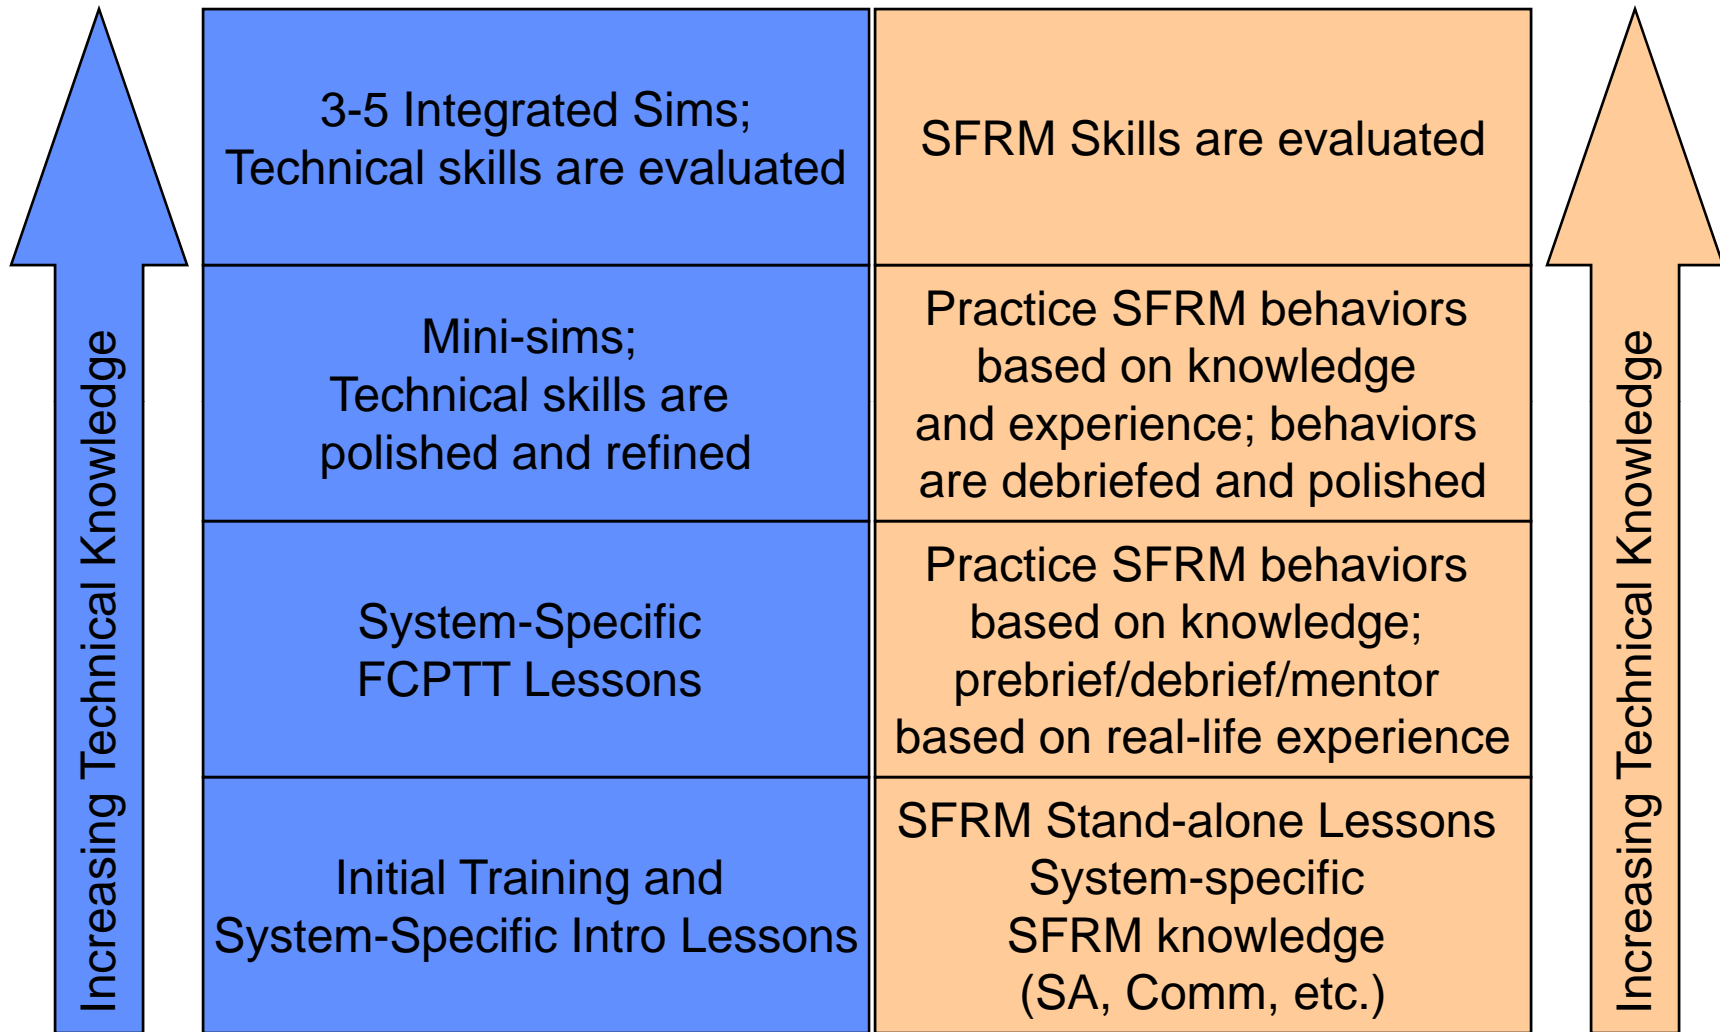 3-5 Integrated Sims;
Technical skills are evaluated
SFRM Skills are evaluated
Mini-sims;
Technical skills are
polished and refined
Practice SFRM behaviors
based on knowledge
and experience; behaviors
are debriefed and polished
System-Specific
FCPTT Lessons
Practice SFRM behaviors
based on knowledge;
prebrief/debrief/mentor
based on real-life experience
Initial Training and
System-Specific Intro Lessons
SFRM Stand-alone Lessons
System-specific
SFRM knowledge
(SA, Comm, etc.)
Increasing Technical Knowledge
Increasing Technical Knowledge